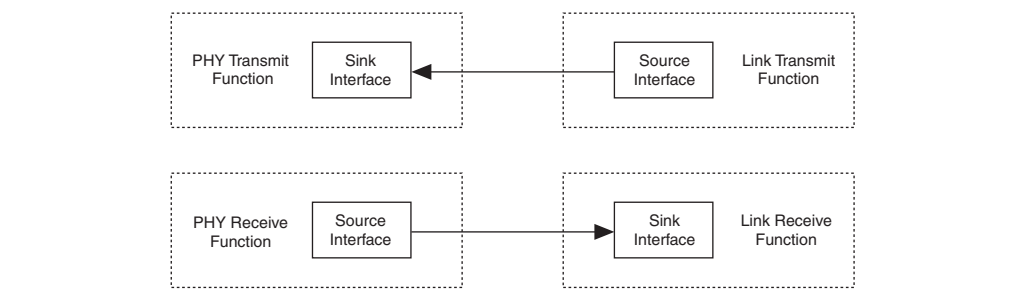 PHY Transmit
Function
Sink
Interface
Source
Interface
Link Transmit
Function
PHY Receive
Function
Source
Interface
Sink
Interface
Link Receive
Function